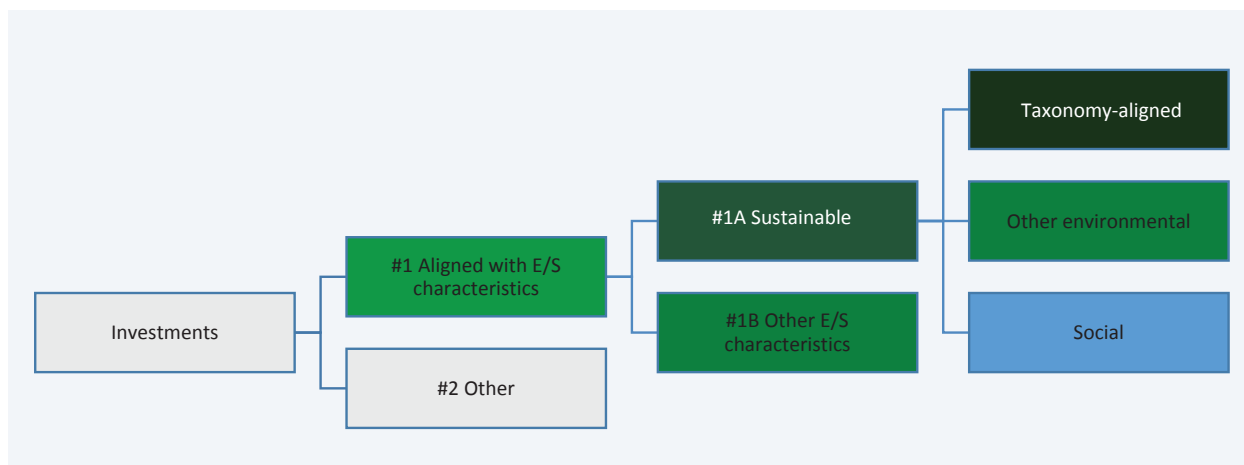 Investments
#1 Aligned with E/S
characteristics
#2 Other
#1A Sustainable
#1B Other E/S
characteristics
Taxonomy-aligned
Other environmental
Social